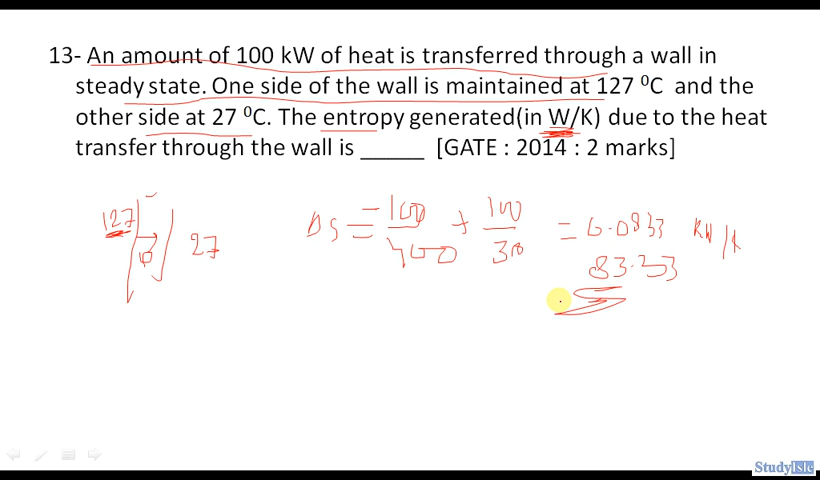 13- An amount of 100 kW of heat is transferred through a wall in
steady state. One side of the wall is maintained at 127 ⁰C and the
other side at 27 ⁰C. The entropy generated(in W/K) due to the heat
transfer through the wall is _____ [GATE : 2014 : 2 marks]
127 27
ΔS = -100/400 + 100/300 = 0.0833 KW/K
83.33
StudyIsle